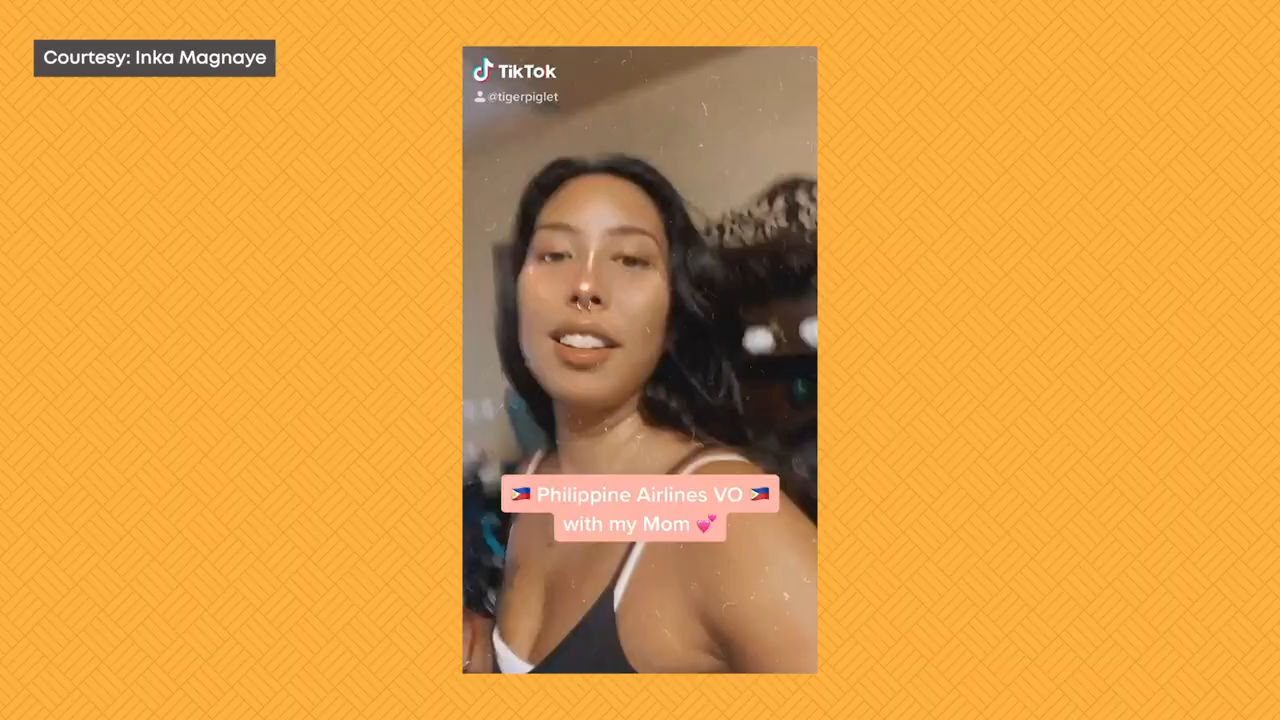 Courtesy: Inka Magnaye
TikTok
@tigerpiglet
🇵🇭 Philippine Airlines VO 🇵🇭
with my Mom 💕